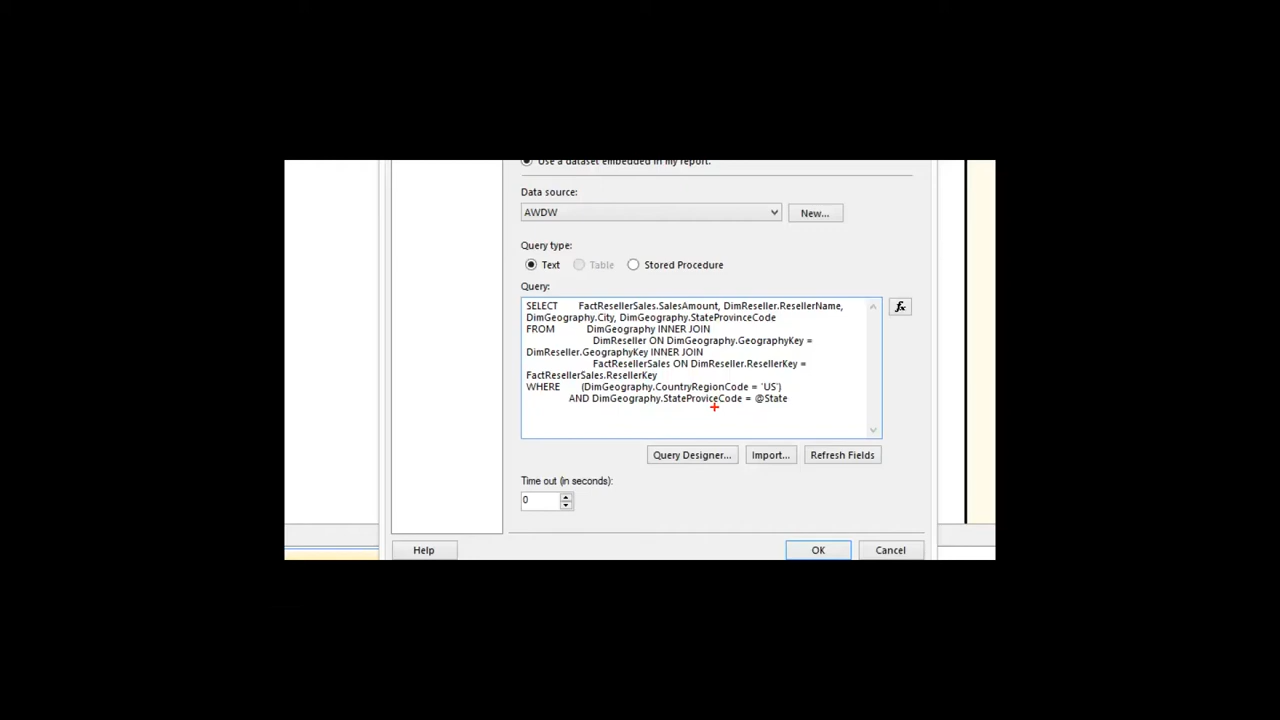 Use a dataset embedded in my report.
Data source:
AWDW
New...
Query type:
Text
Table
Stored Procedure
Query:
SELECT FactResellerSales.SalesAmount, DimReseller.ResellerName,
DimGeography.City, DimGeography.StateProvinceCode
FROM DimGeography INNER JOIN
DimReseller ON DimGeography.GeographyKey =
DimReseller.GeographyKey INNER JOIN
FactResellerSales ON DimReseller.ResellerKey =
FactResellerSales.ResellerKey
WHERE (DimGeography.CountryRegionCode = 'US')
AND DimGeography.StateProviceCode = @State
fx
Query Designer...
Import...
Refresh Fields
Time out (in seconds):
0
Help
OK
Cancel